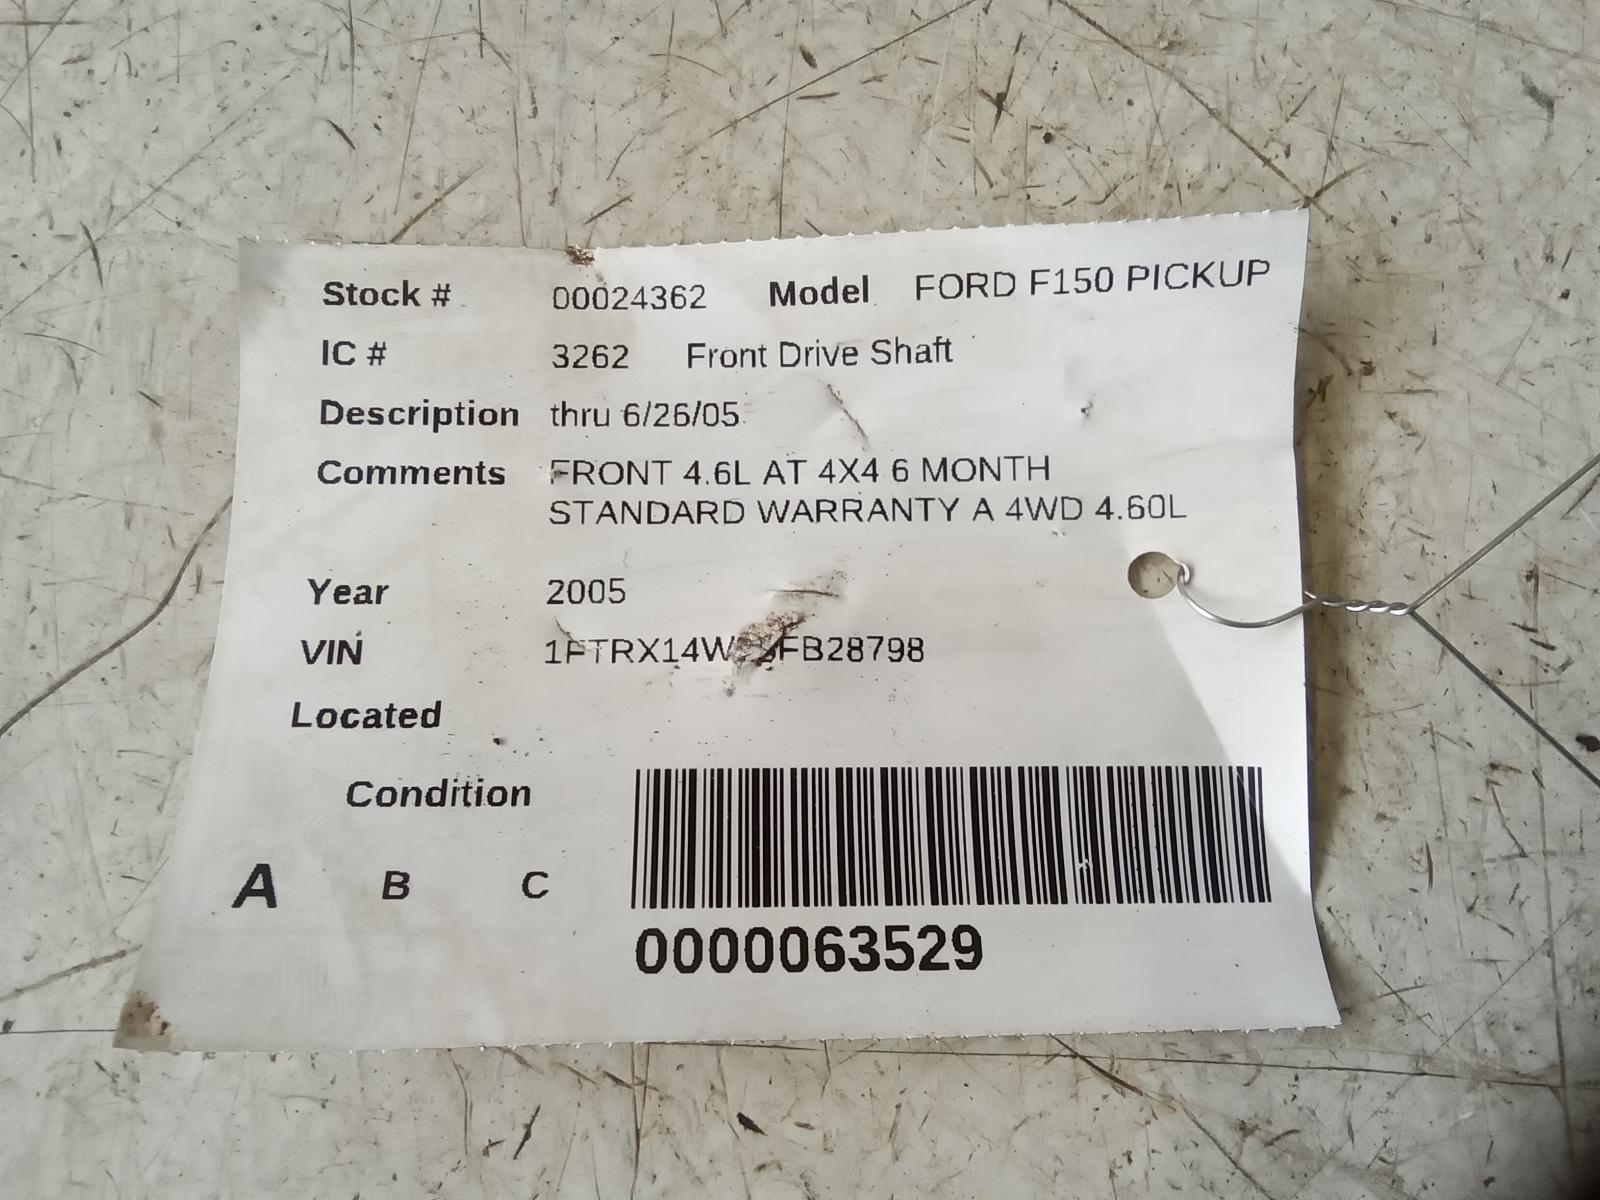 Stock # 00024362 Model FORD F150 PICKUP
IC # 3262 Front Drive Shaft
Description thru 6/26/05
Comments FRONT 4.6L AT 4X4 6 MONTH
STANDARD WARRANTY A 4WD 4.60L
Year 2005
VIN
Located
Condition
A B C
0000063529